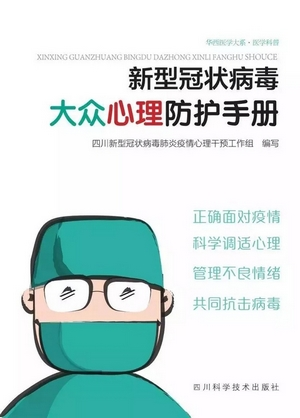 华西医学大系·医学科普
XINXING GUANZHUANG BINGDU DAZHONG XINLI FANGHU SHOUCE
新型冠状病毒
大众心理防护手册
四川新型冠状病毒肺炎疫情心理干预工作组 编写
正确面对疫情
科学调适心理
管理不良情绪
共同抗击病毒
四川科学技术出版社